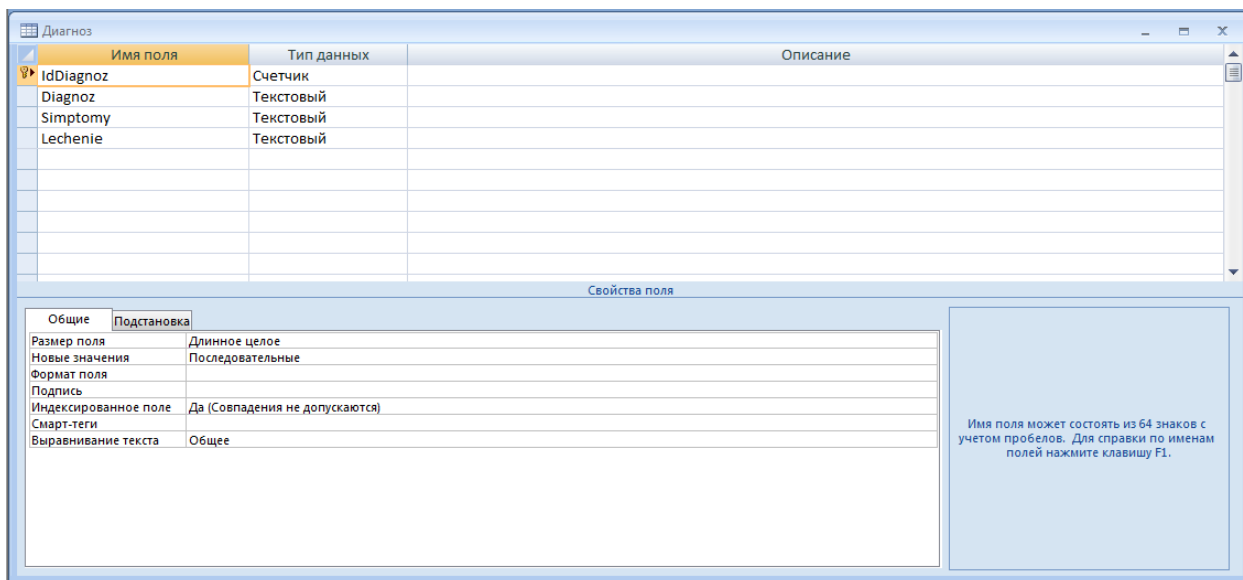 Диагноз
Имя поля Тип данных Описание
IdDiagnoz Счетчик
Diagnoz Текстовый
Simptomy Текстовый
Lechenie Текстовый
Свойства поля
Общие Подстановка
Размер поля Длинное целое
Новые значения Последовательные
Формат поля
Подпись
Индексированное поле Да (Совпадения не допускаются)
Смарт-теги
Выравнивание текста Общее
Имя поля может состоять из 64 знаков с
учетом пробелов. Для справки по именам
полей нажмите клавишу F1.